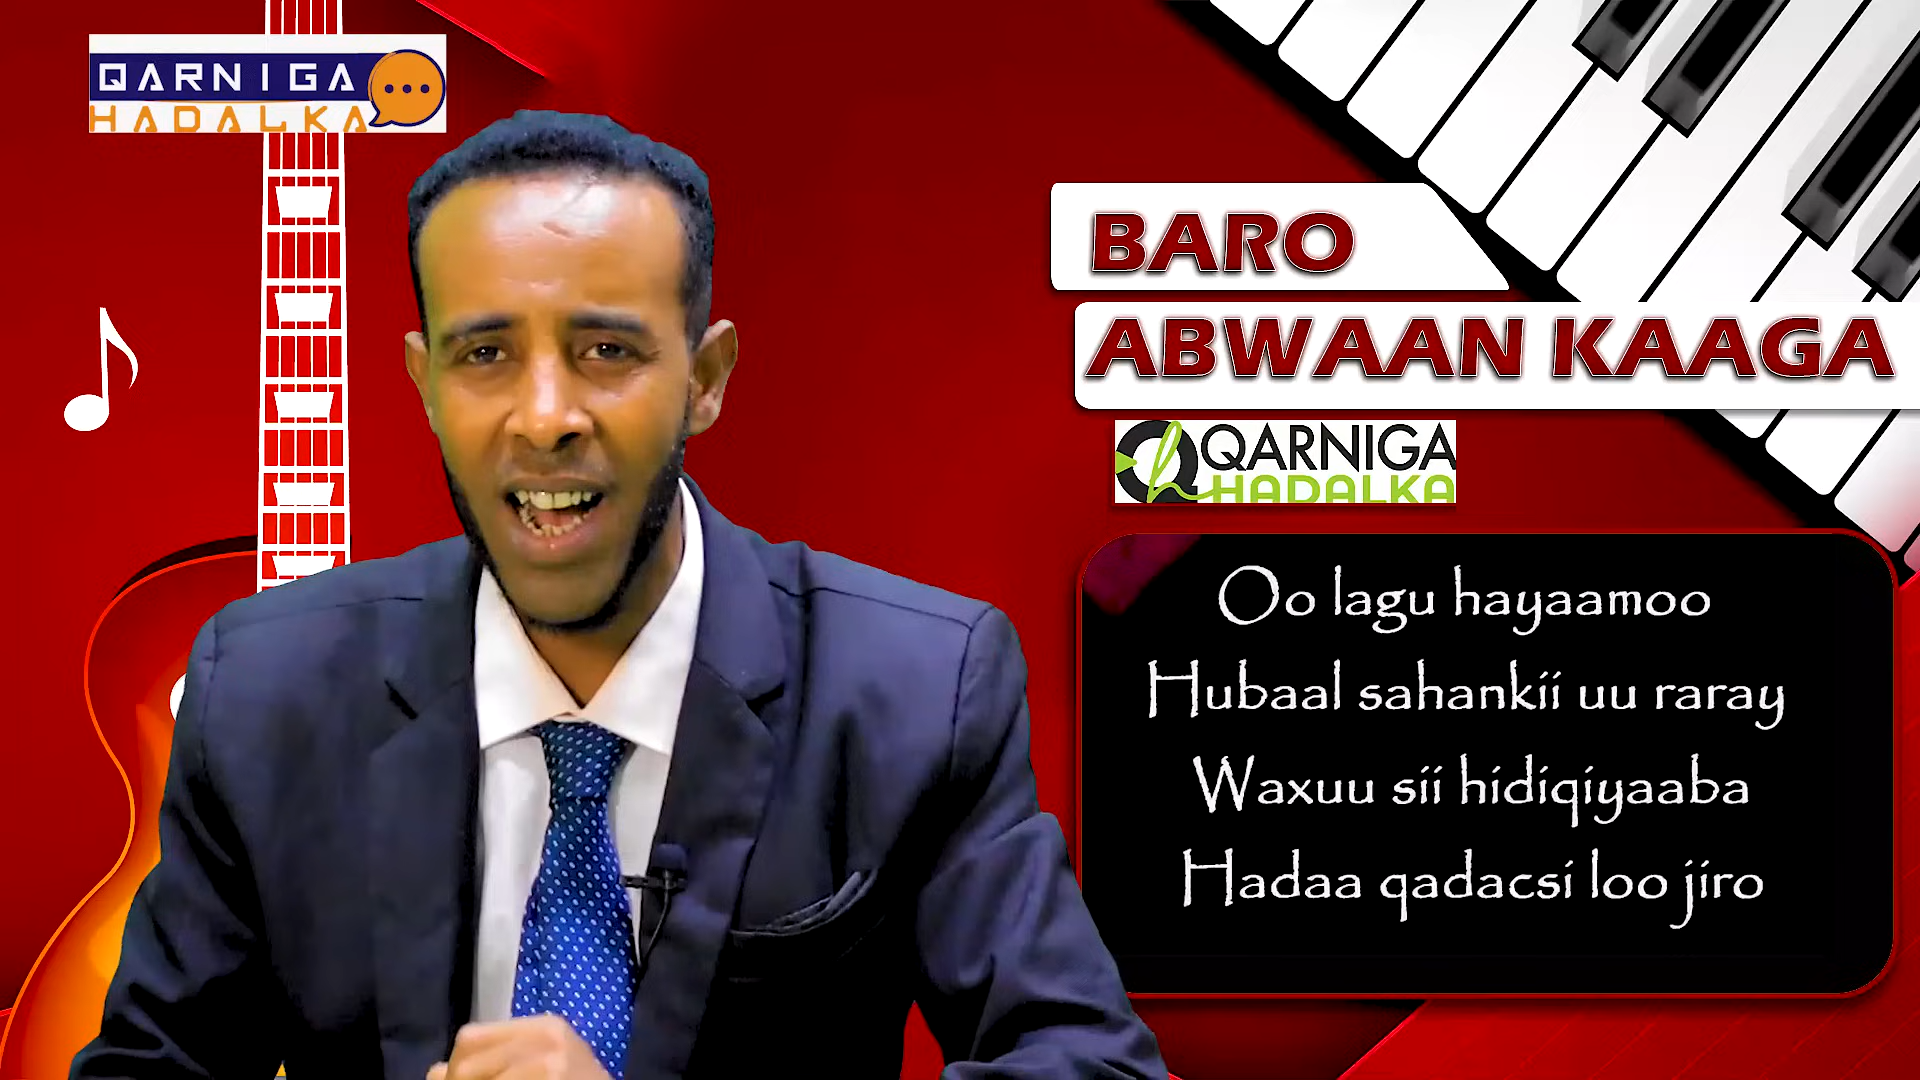 QARNIGA
HADALKA
BARO
ABWAAN KAAGA
QARNIGA
HADALKA
Oo lagu hayaamoo
Hubaal sahankii uu raray
Waxuu sii hidiqiyaaba
Hadaa qadacsi loo jiro